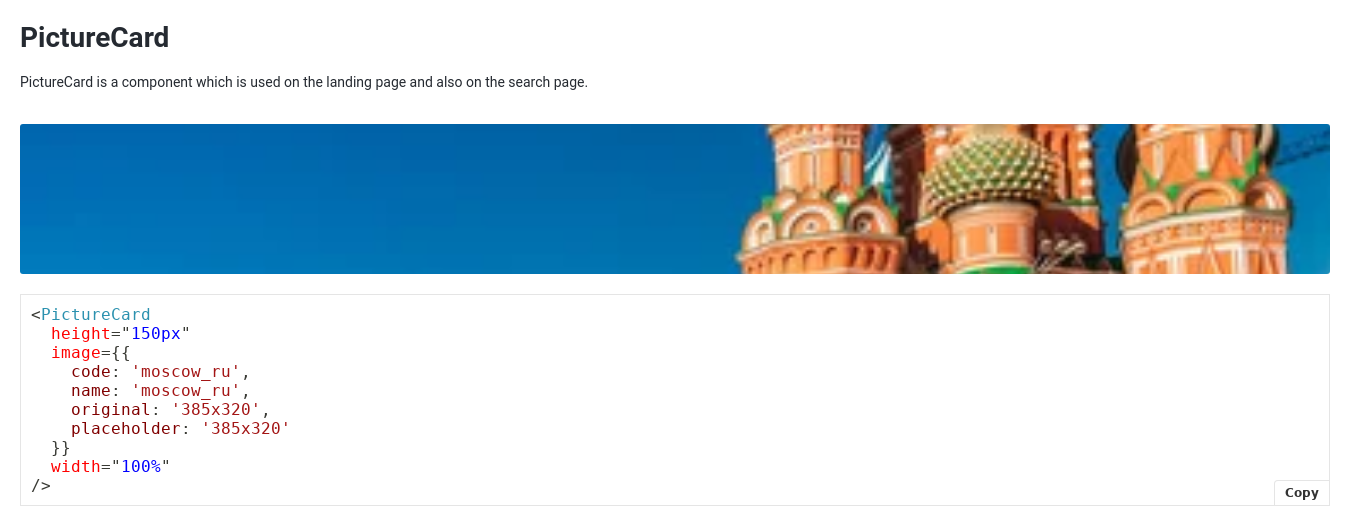 PictureCard
PictureCard is a component which is used on the landing page and also on the search page.
<PictureCard
  height="150px"
  image={{
    code: 'moscow_ru',
    name: 'moscow_ru',
    original: '385x320',
    placeholder: '385x320'
  }}
  width="100%"
/>
Copy